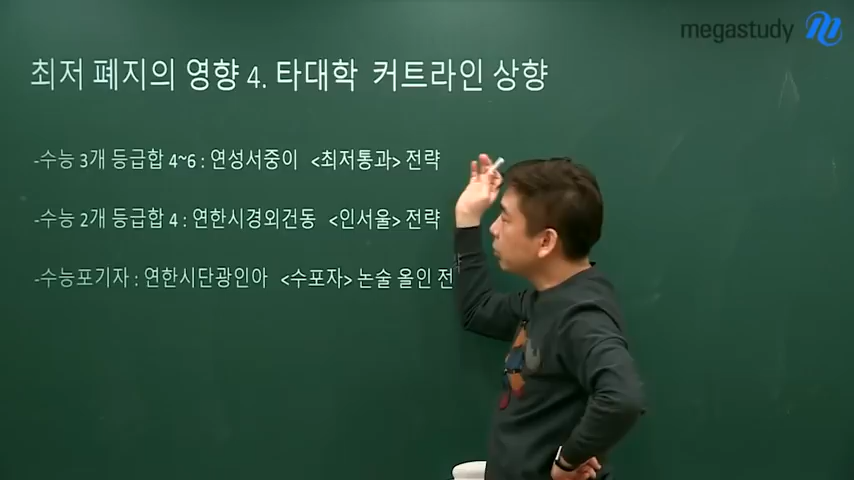 megastudy
최저 폐지의 영향 4. 타대학 커트라인 상향
-수능 3개 등급합 4~6 : 연성서중이 <최저통과> 전략
-수능 2개 등급합 4 : 연한시경외건동 <인서울> 전략
-수능포기자 : 연한시단광인아 <수포자> 논술 올인 전